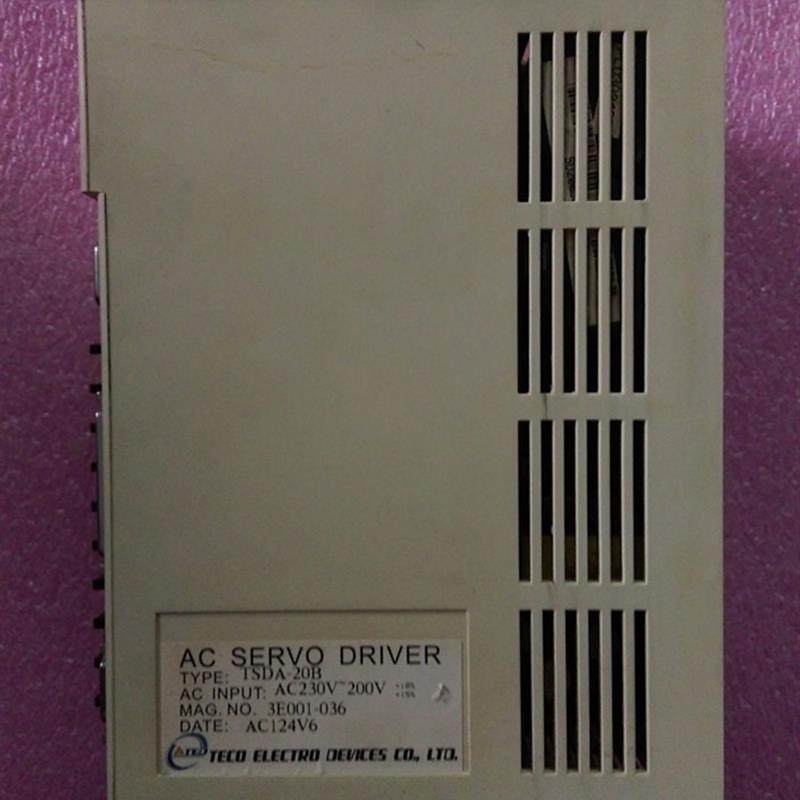 AC SERVO DRIVER
TYPE: TSDA-20B
AC INPUT: AC230V~200V
MAG. NO. 3E001-036
DATE: AC124V6
TECO ELECTRO DEVICES CO., LTD.